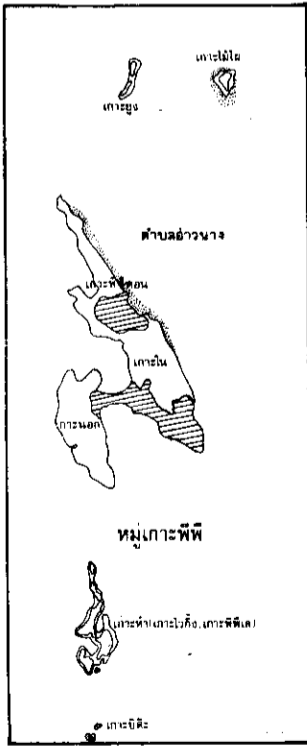 เกาะไม้ไผ่
เกาะยูง
ตำบลอ่าวนาง
เกาะพีพีดอน
เกาะใน
เกาะนอก
หมู่เกาะพีพี
เกาะทำ(เกาะไวกิ้ง,เกาะพีพีเล)
เกาะบิดะ